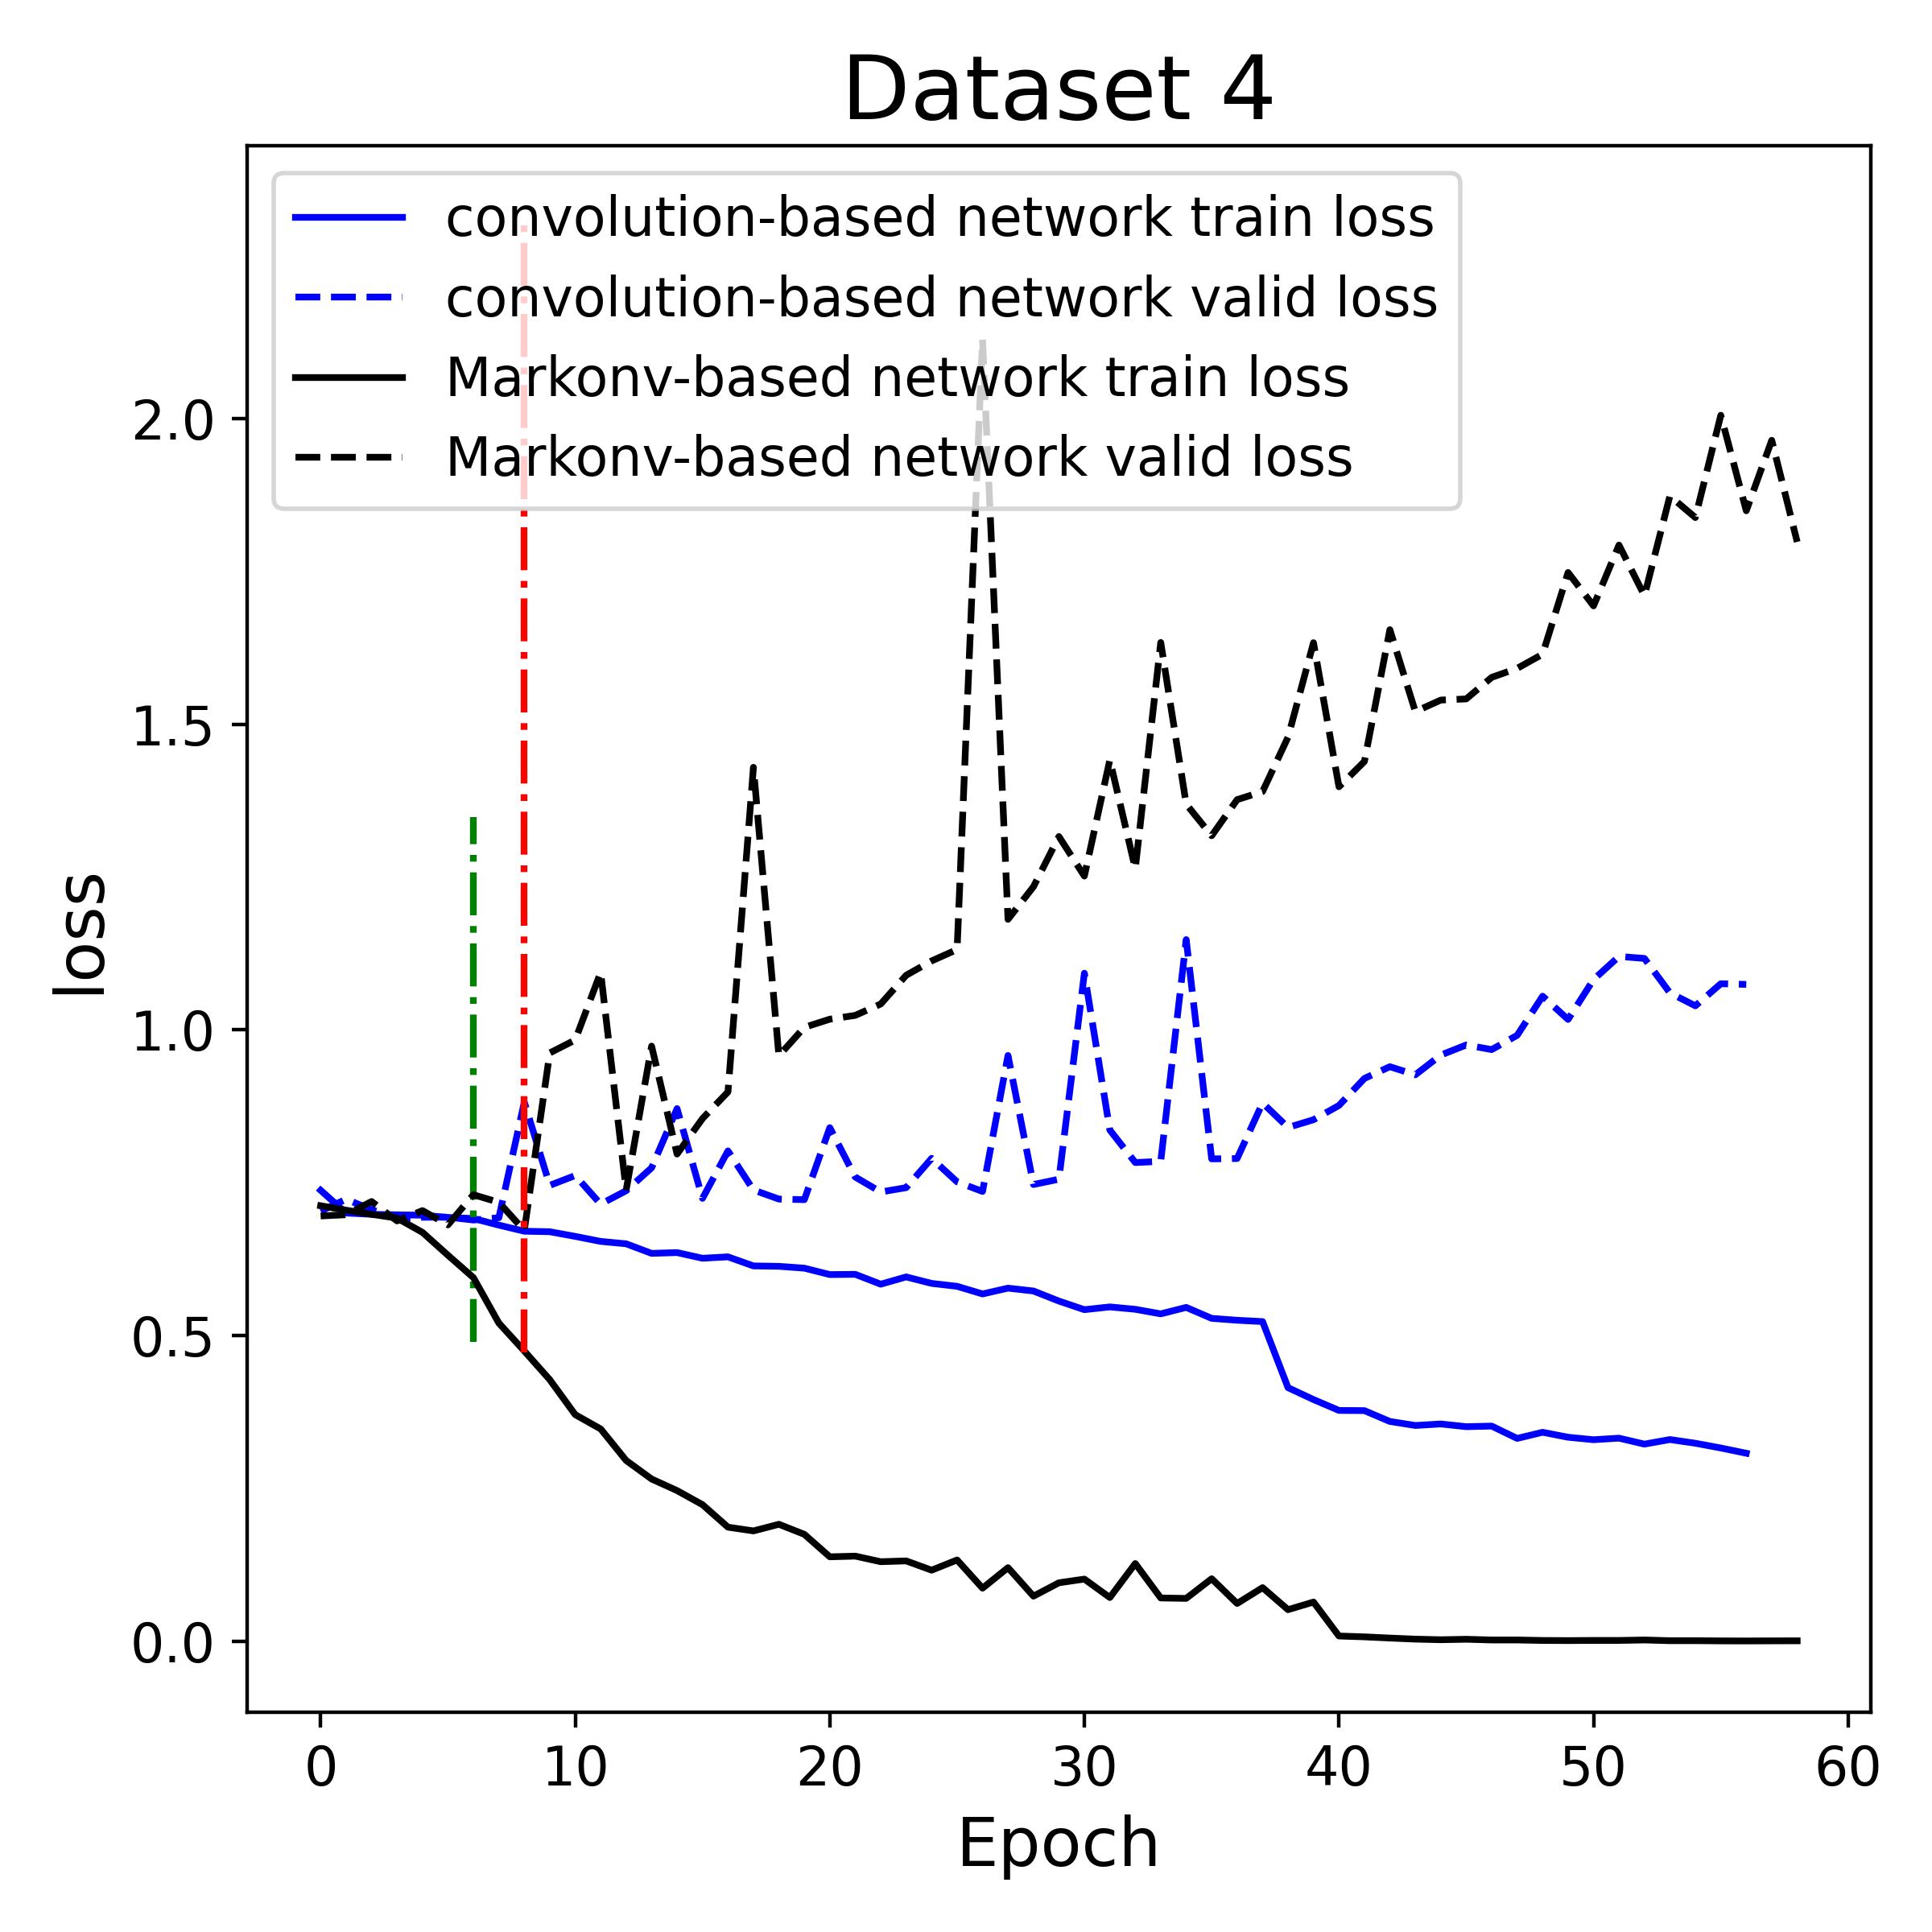 Dataset 4
convolution-based network train loss
convolution-based network valid loss
Markonv-based network train loss
Markonv-based network valid loss
2.0
1.5
1.0
0.5
0.0
loss
0 10 20 30 40 50 60
Epoch